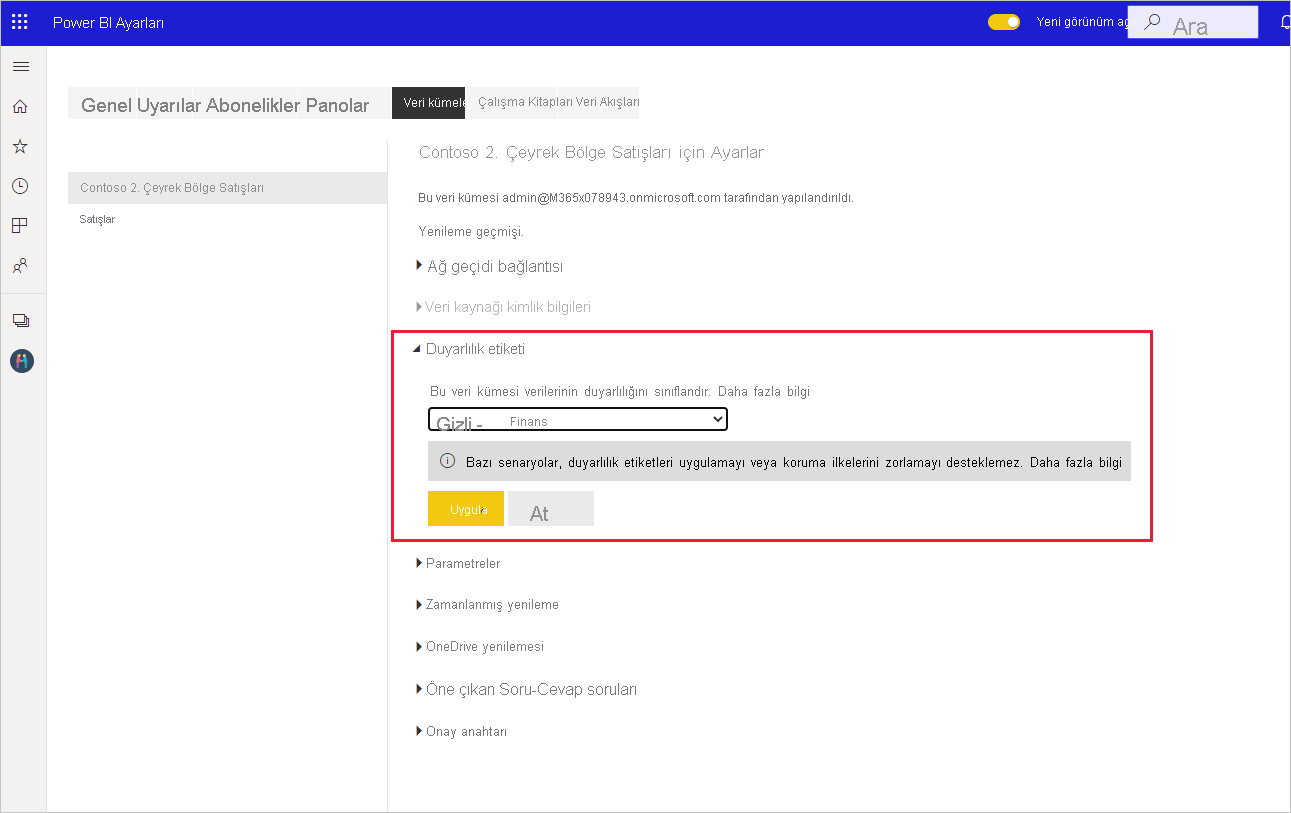 Power BI Ayarları
Yeni görünüm aç
Ara
Genel Uyarılar Abonelikler Panolar Veri kümele Çalışma Kitapları Veri Akışları
Contoso 2. Çeyrek Bölge Satışları
Satışlar
Contoso 2. Çeyrek Bölge Satışları için Ayarlar
Bu veri kümesi admin@M365x078943.onmicrosoft.com tarafından yapılandırıldı.
Yenileme geçmişi.
Ağ geçidi bağlantısı
Veri kaynağı kimlik bilgileri
Duyarlılık etiketi
Bu veri kümesi verilerinin duyarlılığını sınıflandır. Daha fazla bilgi
Gizli - Finans
Bazı senaryolar, duyarlılık etiketleri uygulamayı veya koruma ilkelerini zorlamayı desteklemez. Daha fazla bilgi
Uygula
At
Parametreler
Zamanlanmış yenileme
OneDrive yenilemesi
Öne çıkan Soru-Cevap soruları
Onay anahtarı